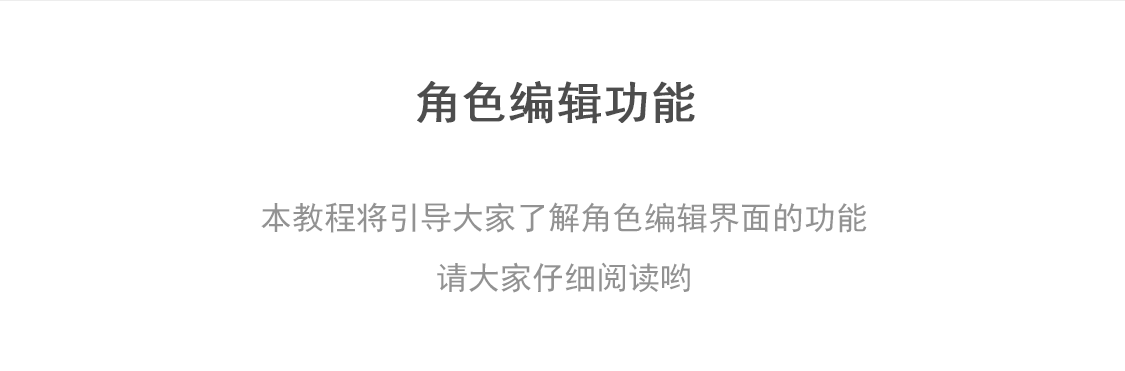 角色编辑功能
本教程将引导大家了解角色编辑界面的功能
请大家仔细阅读哟